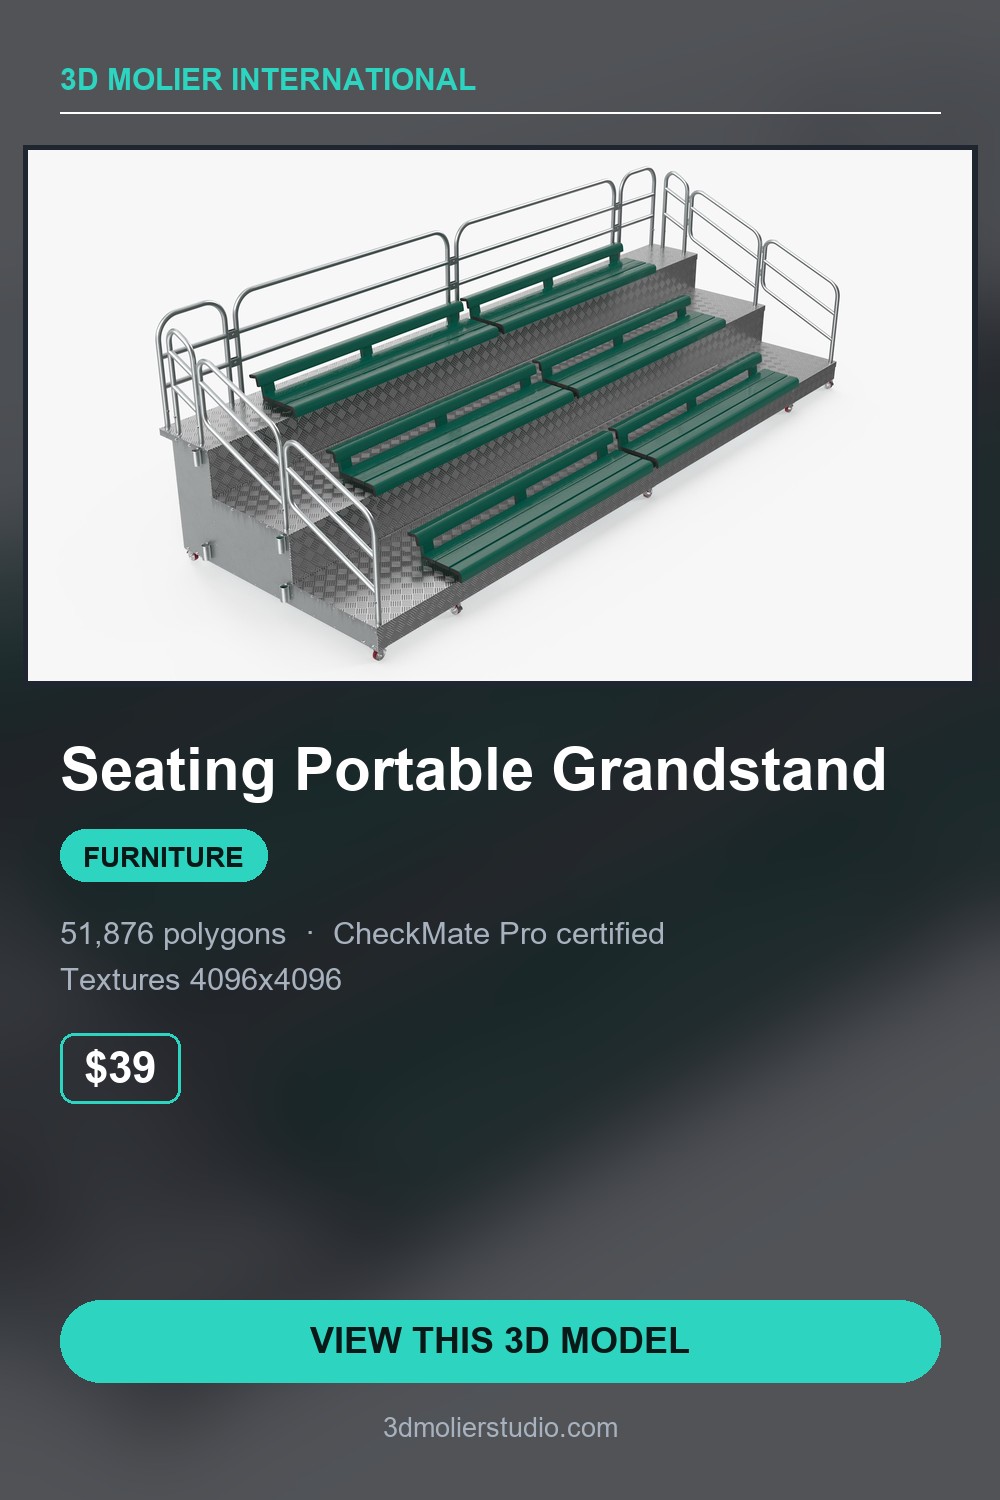 3D MOLIER INTERNATIONAL
Seating Portable Grandstand
FURNITURE
51,876 polygons · CheckMate Pro certified
Textures 4096x4096
$39
VIEW THIS 3D MODEL
3dmolierstudio.com